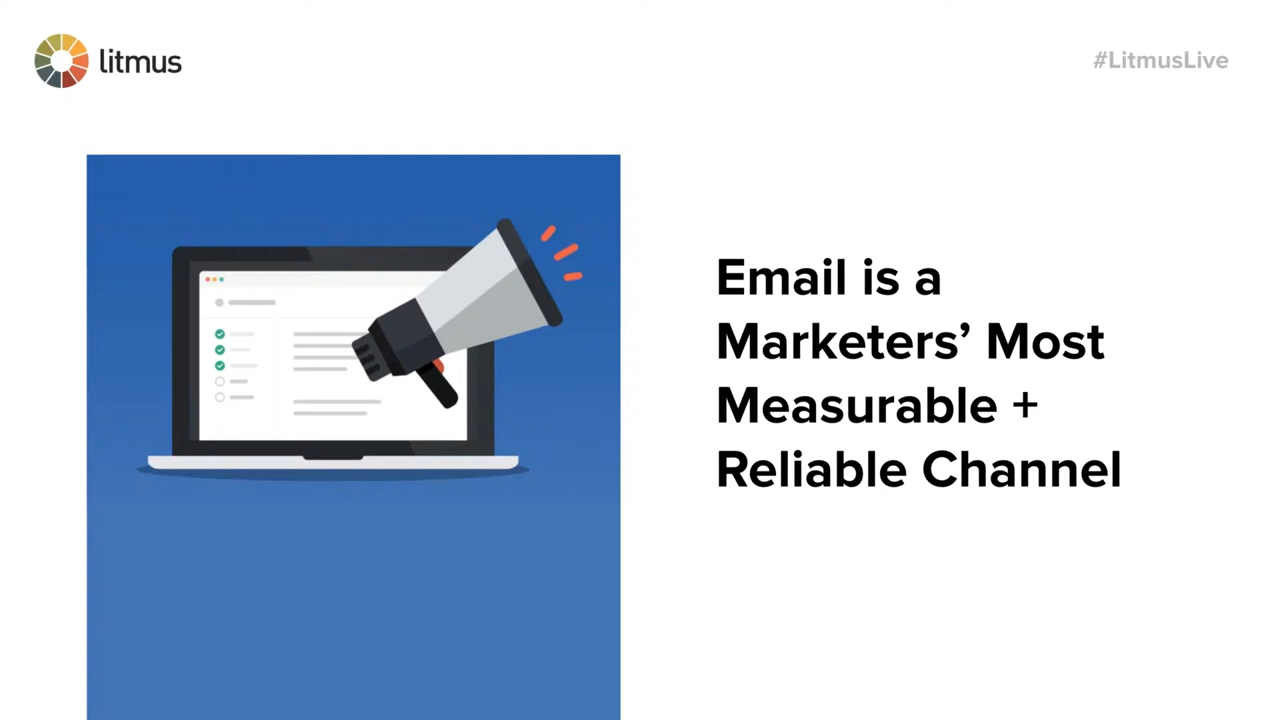 litmus
#LitmusLive
Email is a
Marketers’ Most
Measurable +
Reliable Channel